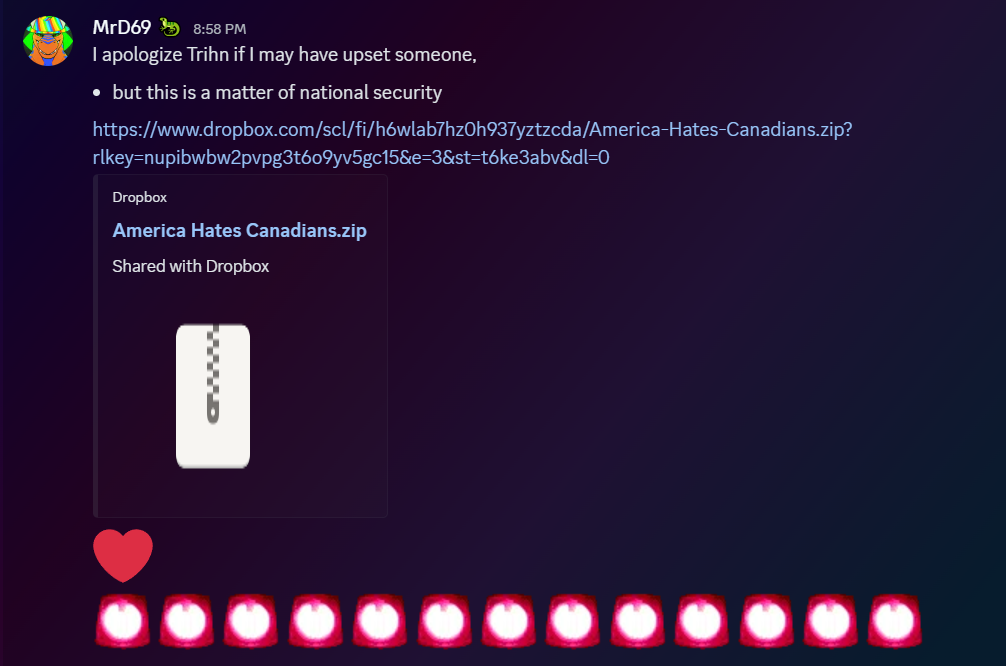 MrD69 8:58 PM
I apologize Trihn if I may have upset someone,
• but this is a matter of national security
https://www.dropbox.com/scl/fi/h6wlab7hz0h937yztzcda/America-Hates-Canadians.zip?
rlkey=nupibwbw2pvpg3t6o9yv5gc15&e=3&st=t6ke3abv&dl=0
Dropbox
America Hates Canadians.zip
Shared with Dropbox